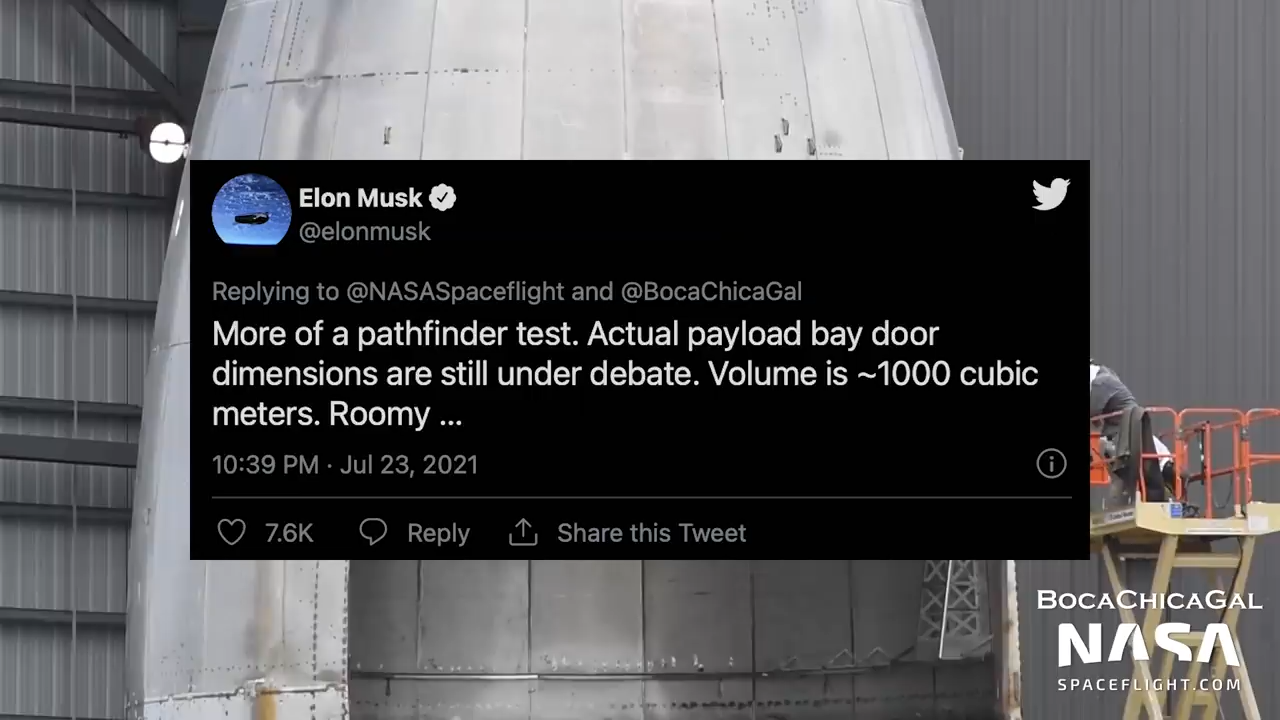 Elon Musk
@elonmusk
Replying to @NASASpaceflight and @BocaChicaGal
More of a pathfinder test. Actual payload bay door
dimensions are still under debate. Volume is ~1000 cubic
meters. Roomy ...
10:39 PM · Jul 23, 2021
7.6K Reply Share this Tweet
BOCACHICAGAL
NASA
SPACEFLIGHT.COM